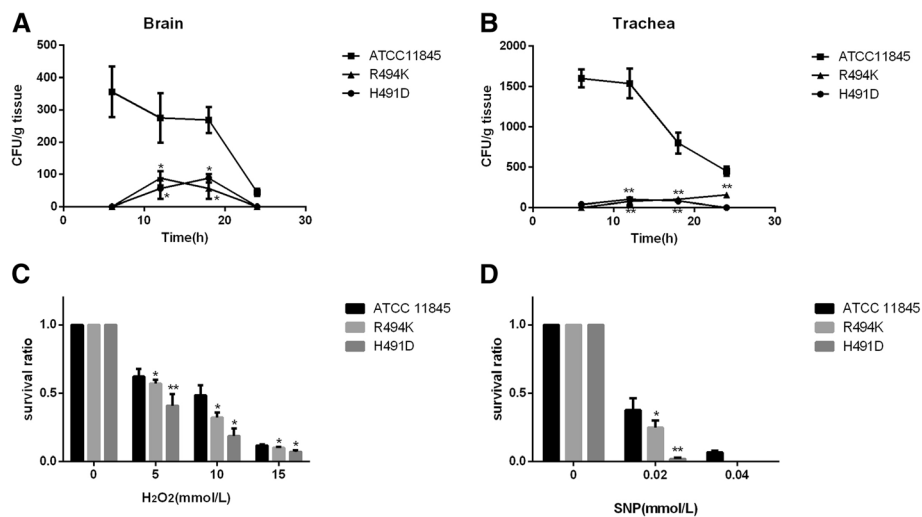 A
Brain
500
400
300
200
100
0
CFU/g tissue
0
10
20
30
Time(h)
* * * *
ATCC11845
R494K
H491D
B
Trachea
2000
1500
1000
500
0
CFU/g tissue
0
10
20
30
Time(h)
** ** **
** **
ATCC11845
R494K
H491D
C
1.0
0.5
0.0
survival ratio
0
5
10
15
H2O2(mmol/L)
* ** * * * *
ATCC 11845
R494K
H491D
D
1.0
0.5
0.0
survival ratio
0
0.02
0.04
SNP(mmol/L)
* **
ATCC 11845
R494K
H491D